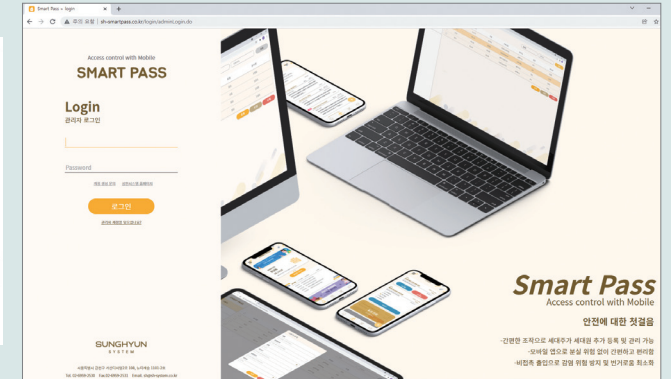 Smart Pass - login
sh-smartpass.co.kr/login/adminLogin.do
Access control with Mobile
SMART PASS
Login
관리자 로그인
Password
로그인
SUNGHYUN
SYSTEM
Smart Pass
Access control with Mobile
안전에 대한 첫걸음
·간편한 조작으로 세대주가 세대원 추가 등록 및 관리 가능
·모바일 앱으로 분실 위험 없이 간편하고 편리함
·비접촉 출입으로 감염 위험 방지 및 번거로움 최소화